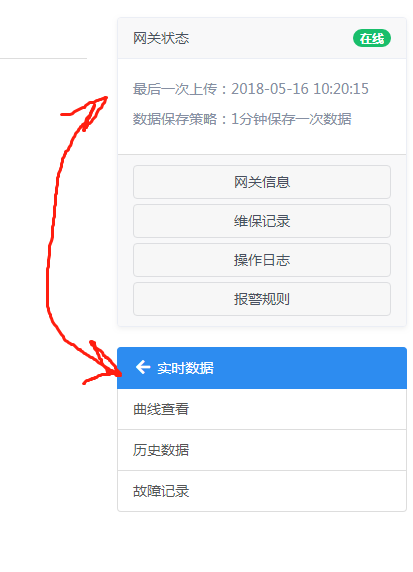 网关状态 在线
最后一次上传：2018-05-16 10:20:15
数据保存策略：1分钟保存一次数据
网关信息
维保记录
操作日志
报警规则
实时数据
曲线查看
历史数据
故障记录